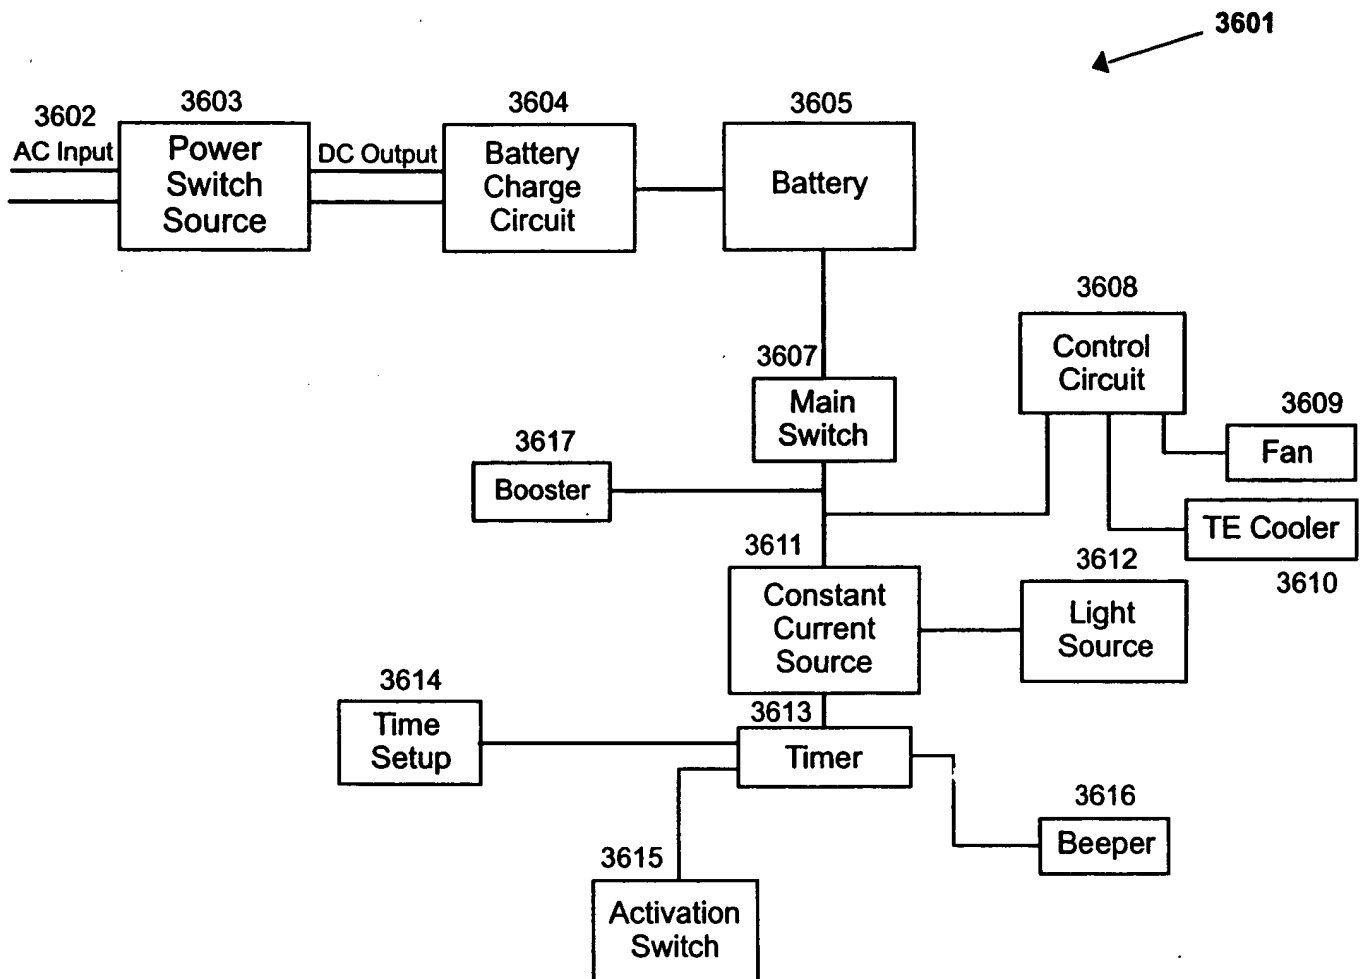 3601
3602
AC Input
3603
Power
Switch
Source
DC Output
3604
Battery
Charge
Circuit
3605
Battery
3607
Main
Switch
3608
Control
Circuit
3609
Fan
TE Cooler
3610
3617
Booster
3611
Constant
Current
Source
3612
Light
Source
3614
Time
Setup
3613
Timer
3616
Beeper
3615
Activation
Switch